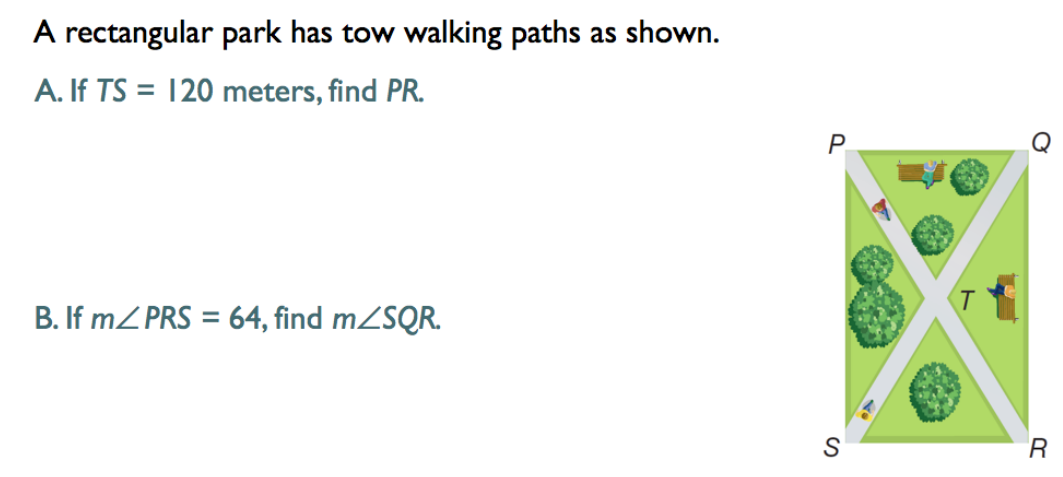 A rectangular park has tow walking paths as shown.
A. If TS = 120 meters, find PR.
P
Q
T
B. If m∠PRS = 64, find m∠SQR.
S
R